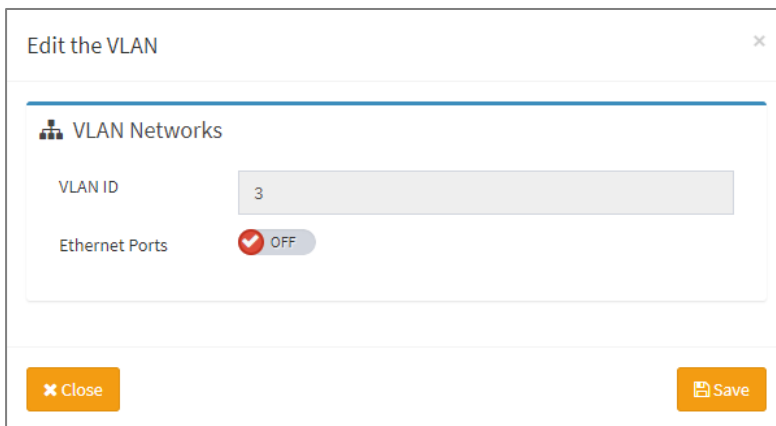 Edit the VLAN
×
VLAN Networks
VLAN ID
3
Ethernet Ports
OFF
Close
Save